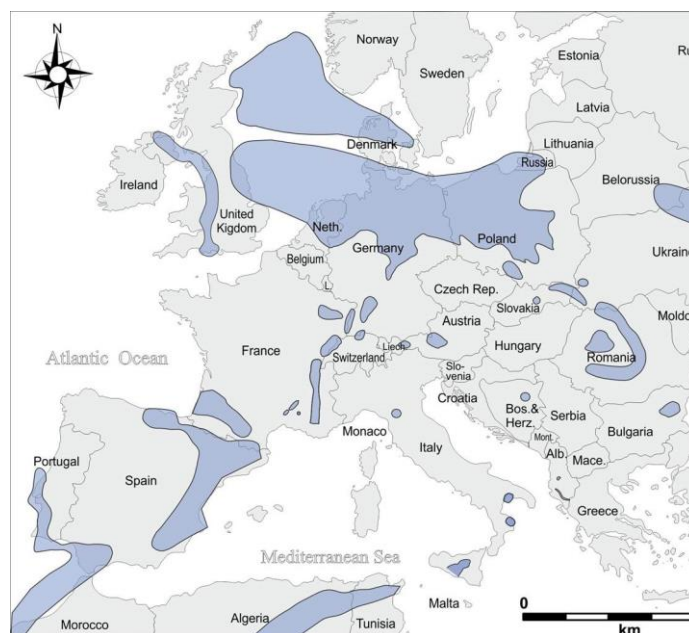 N
Norway
Sweden
Estonia
Ru
Latvia
Denmark
Lithuania
Russia
Belorussia
Ireland
United
Kigdom
Neth.
Germany
Poland
Belgium
L.
Ukraine
Czech Rep.
Slovakia
Moldo
Austria
France
Switzerland
Liech.
Hungary
Romania
Atlantic Ocean
Slo-
venia
Croatia
Bos.&
Herz.
Serbia
Monaco
Italy
Mont.
Bulgaria
Alb.
Mace.
Portugal
Spain
Greece
Mediterranean Sea
Malta
0
Morocco
Algeria
Tunisia
km